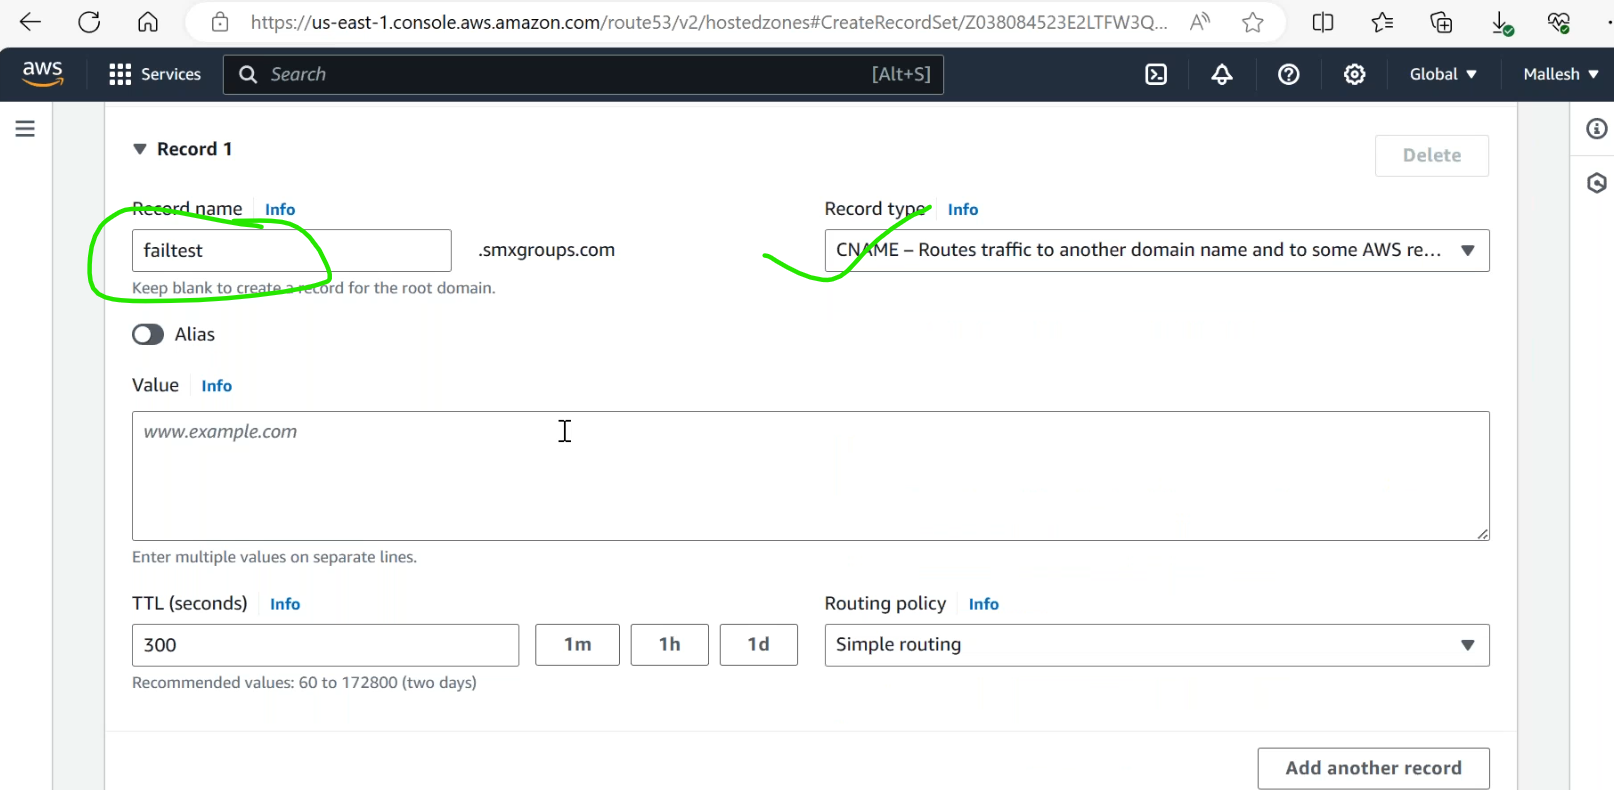 https://us-east-1.console.aws.amazon.com/route53/v2/hostedzones#CreateRecordSet/Z038084523E2LTFW3Q...
aws
Services
Search
[Alt+S]
Global
Mallesh
Record 1
Delete
Record name
Info
Record type
Info
failtest
.smxgroups.com
CNAME – Routes traffic to another domain name and to some AWS re...
Keep blank to create a record for the root domain.
Alias
Value
Info
www.example.com
Enter multiple values on separate lines.
TTL (seconds)
Info
Routing policy
Info
300
1m
1h
1d
Simple routing
Recommended values: 60 to 172800 (two days)
Add another record